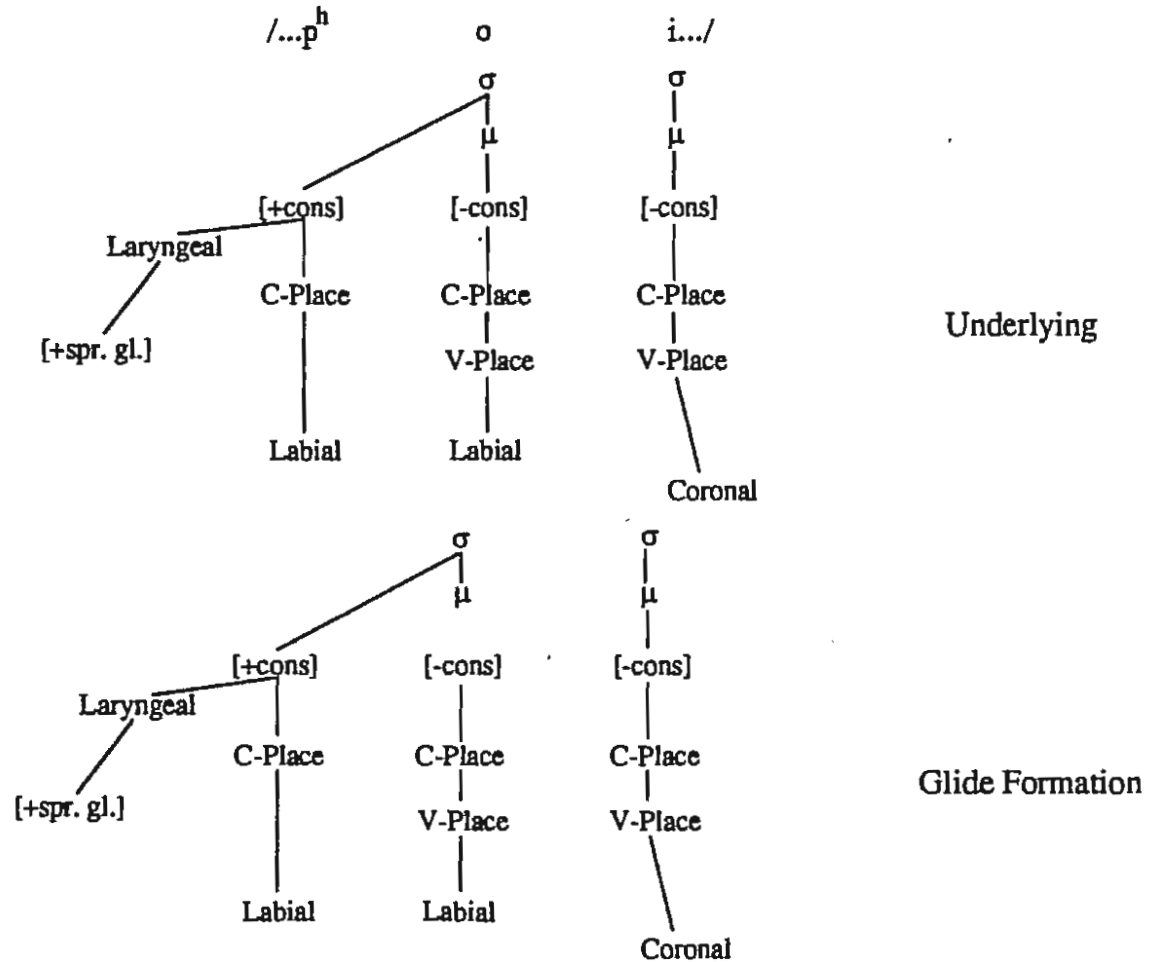 /...pʰ o i.../
σ σ
μ μ
[+cons] [-cons] [-cons]
Laryngeal
C-Place C-Place C-Place
Underlying
[+spr. gl.] V-Place V-Place
Labial Labial
Coronal
σ σ
μ μ
[+cons] [-cons] [-cons]
Laryngeal
C-Place C-Place C-Place
Glide Formation
[+spr. gl.] V-Place V-Place
Labial Labial
Coronal